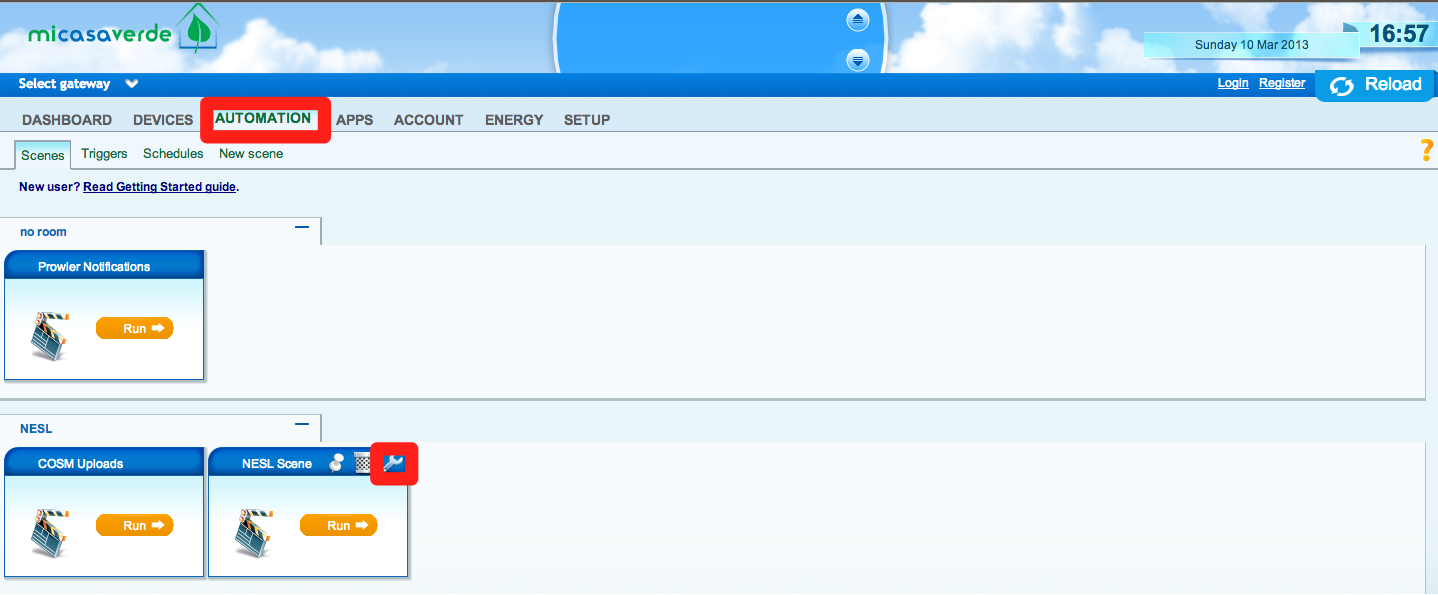 micasaverde
16:57
Sunday 10 Mar 2013
Select gateway
Login Register Reload
DASHBOARD DEVICES AUTOMATION APPS ACCOUNT ENERGY SETUP
Scenes Triggers Schedules New scene ?
New user? Read Getting Started guide.
no room
Prowler Notifications
Run
NESL
COSM Uploads NESL Scene
Run Run